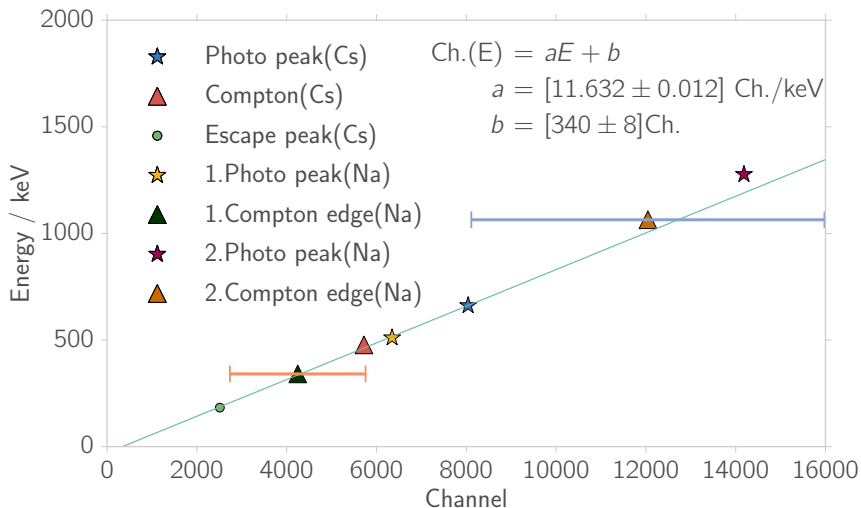 2000
1500
1000
500
0
Energy / keV
Photo peak(Cs)
Compton(Cs)
Escape peak(Cs)
1.Photo peak(Na)
1.Compton edge(Na)
2.Photo peak(Na)
2.Compton edge(Na)
Ch.(E) = aE + b
a = [11.632 ± 0.012] Ch./keV
b = [340 ± 8]Ch.
0 2000 4000 6000 8000 10000 12000 14000 16000
Channel